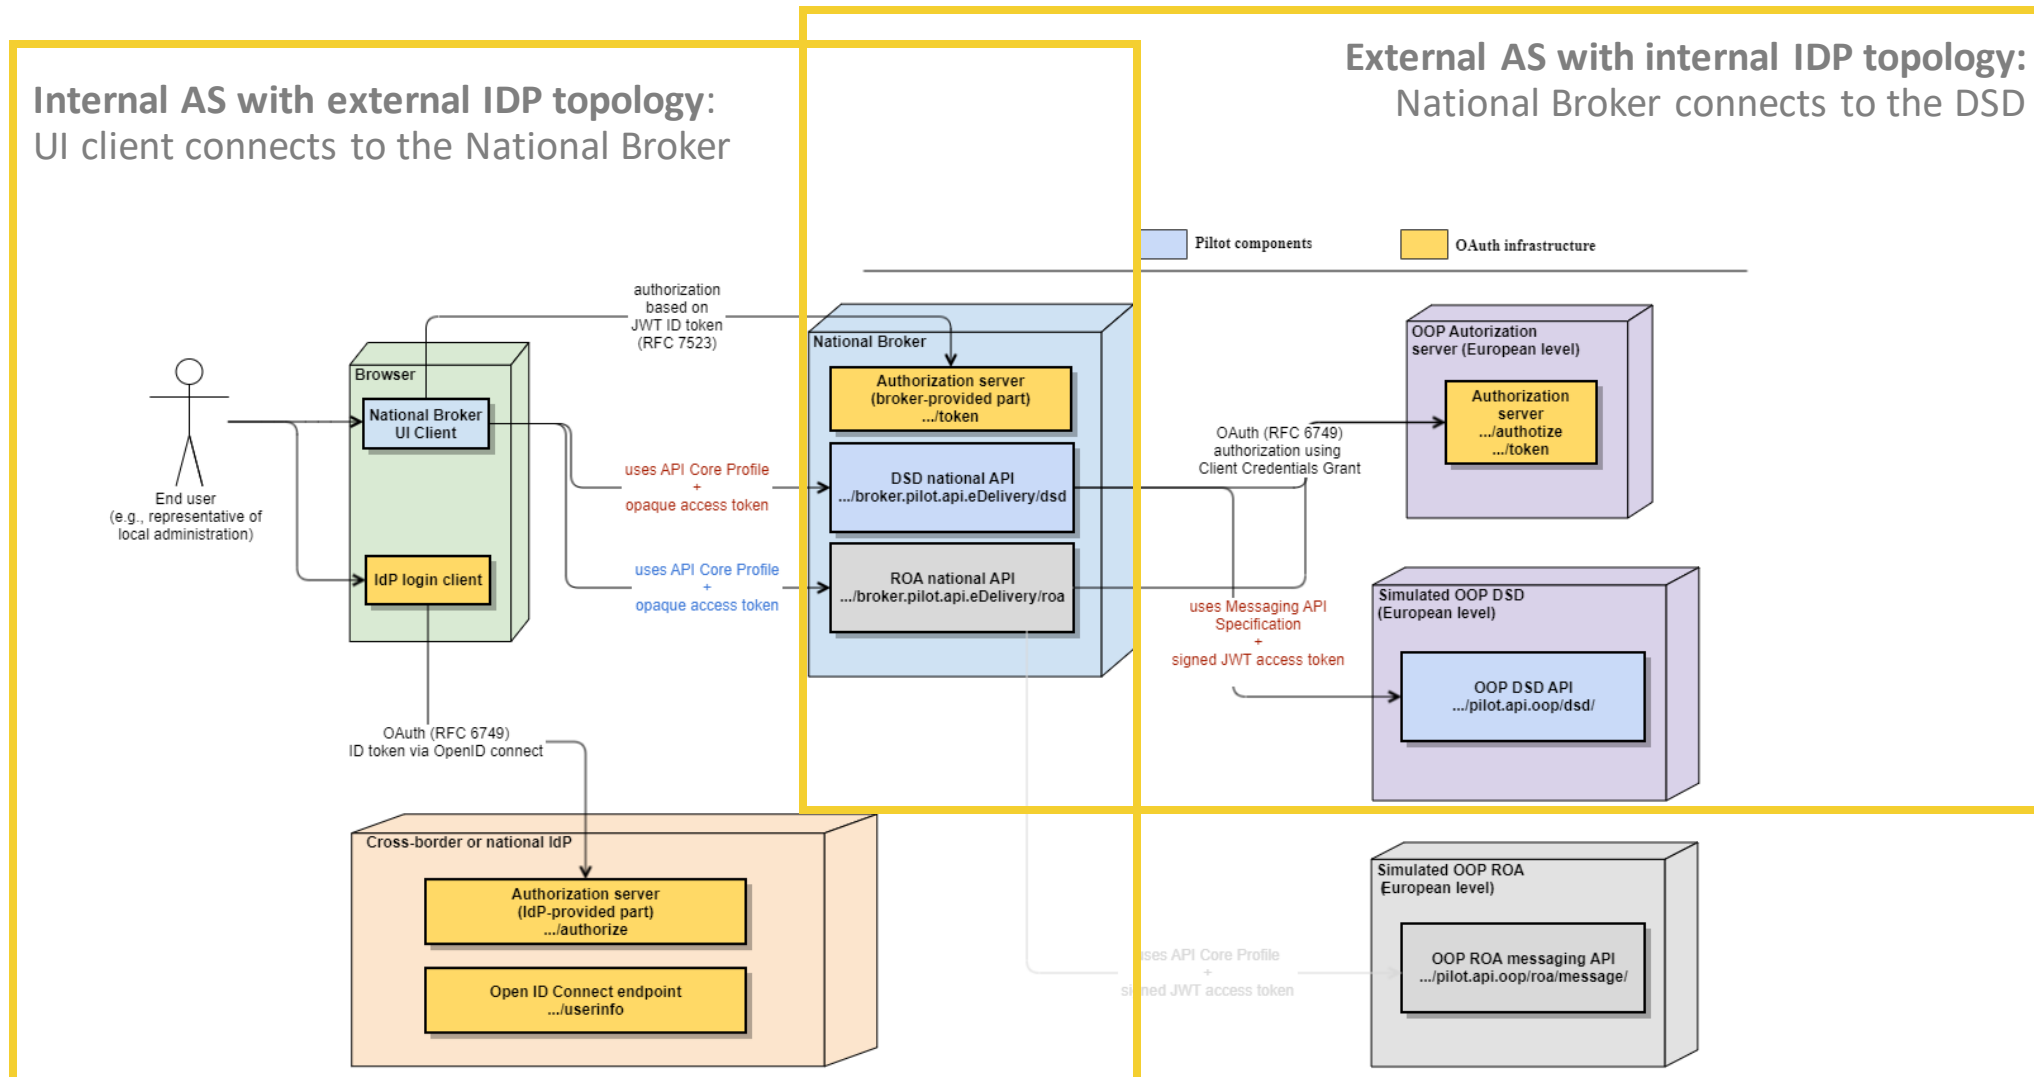 Internal AS with external IDP topology:
UI client connects to the National Broker
External AS with internal IDP topology:
National Broker connects to the DSD
Piltot components
OAuth infrastructure
authorization
based on
JWT ID token
(RFC 7523)
End user
(e.g., representative of
local administration)
Browser
National Broker
UI Client
IdP login client
uses API Core Profile
+
opaque access token
uses API Core Profile
+
opaque access token
National Broker
Authorization server
(broker-provided part)
.../token
DSD national API
.../broker.pilot.api.eDelivery/dsd
ROA national API
.../broker.pilot.api.eDelivery/roa
OAuth (RFC 6749)
authorization using
Client Credentials Grant
OOP Autorization
server (European level)
Authorization
server
.../authotize
.../token
uses Messaging API
Specification
+
signed JWT access token
Simulated OOP DSD
(European level)
OOP DSD API
.../pilot.api.oop/dsd/
OAuth (RFC 6749)
ID token via OpenID connect
Cross-border or national IdP
Authorization server
(IdP-provided part)
.../authorize
Open ID Connect endpoint
.../userinfo
uses API Core Profile
+
signed JWT access token
Simulated OOP ROA
(European level)
OOP ROA messaging API
.../pilot.api.oop/roa/message/